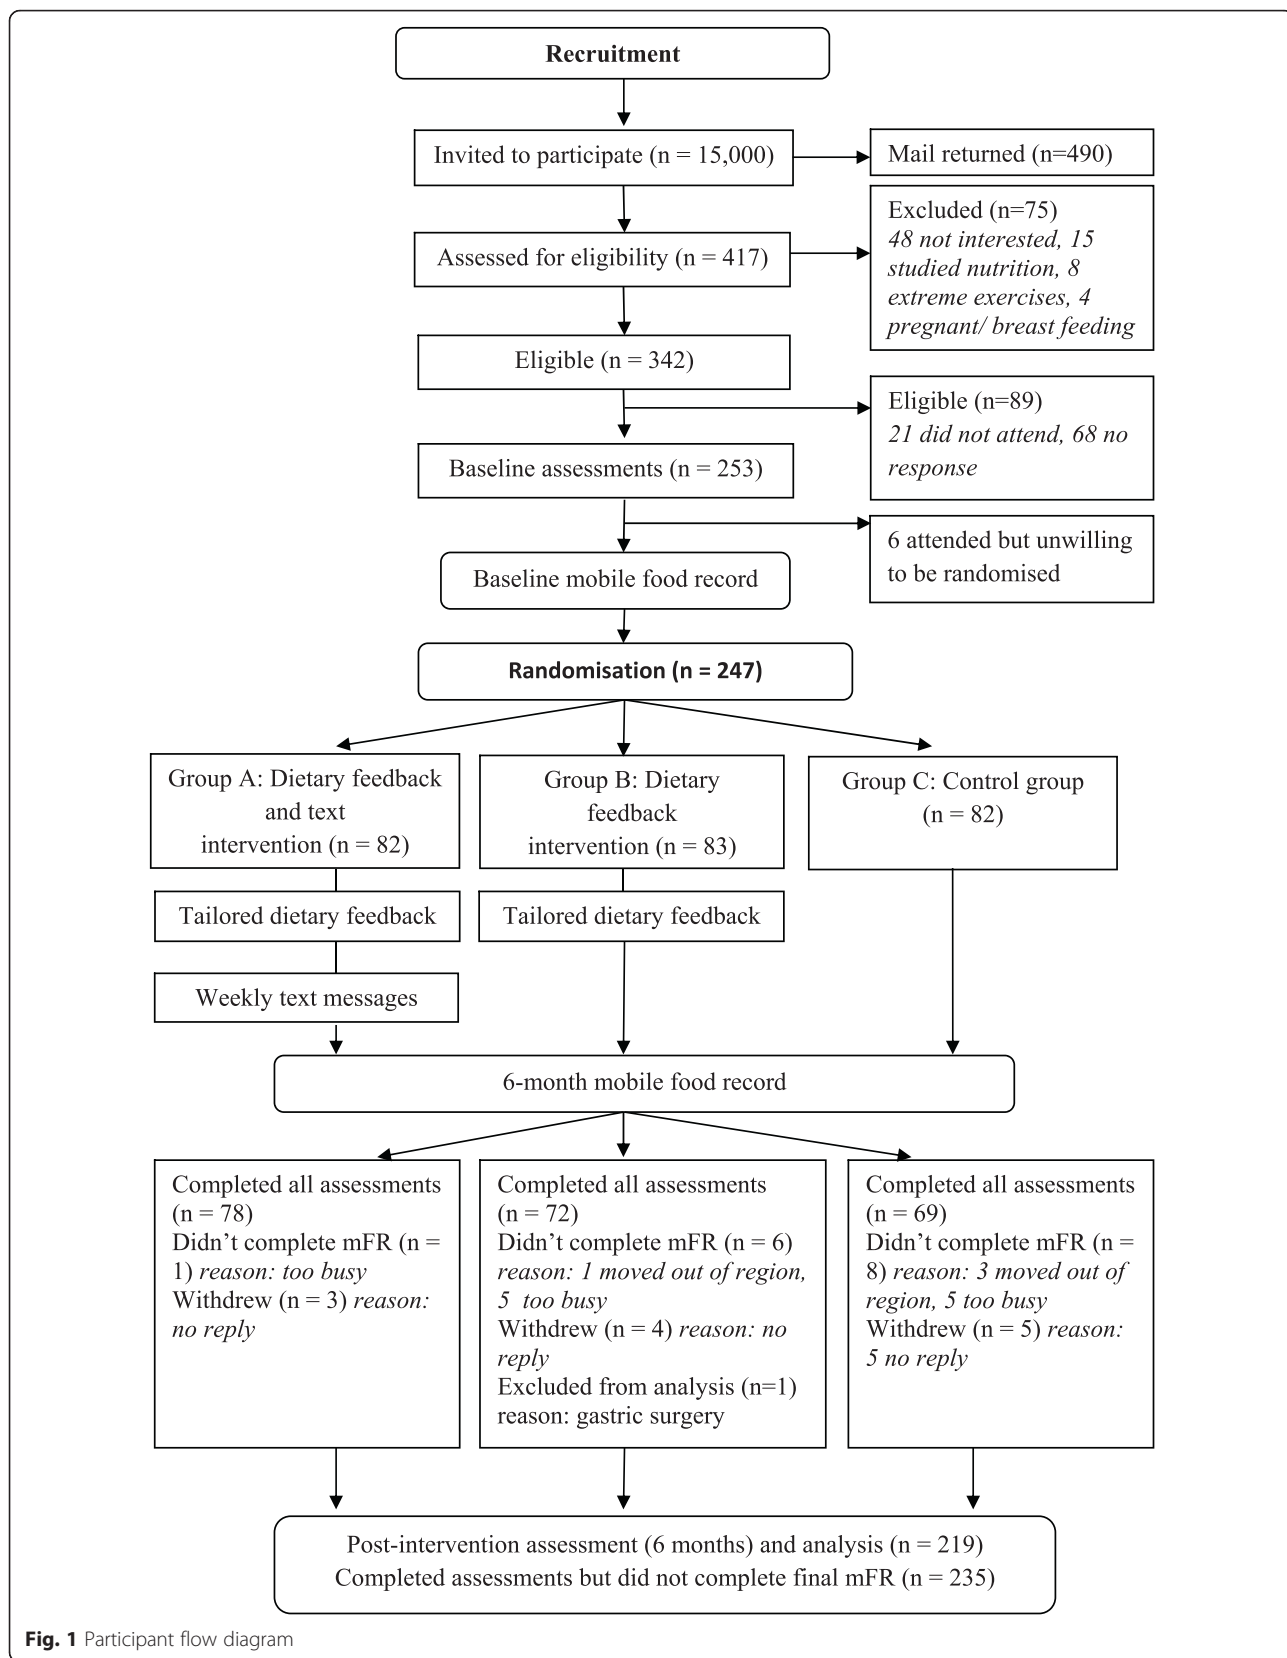 Recruitment
Invited to participate (n = 15,000)
Mail returned (n=490)
Assessed for eligibility (n = 417)
Excluded (n=75)
48 not interested, 15
studied nutrition, 8
extreme exercises, 4
pregnant/ breast feeding
Eligible (n = 342)
Eligible (n=89)
21 did not attend, 68 no
response
Baseline assessments (n = 253)
6 attended but unwilling
to be randomised
Baseline mobile food record
Randomisation (n = 247)
Group A: Dietary feedback
and text
intervention (n = 82)
Group B: Dietary
feedback
intervention (n = 83)
Group C: Control group
(n = 82)
Tailored dietary feedback
Tailored dietary feedback
Weekly text messages
6-month mobile food record
Completed all assessments
(n = 78)
Didn’t complete mFR (n =
1) reason: too busy
Withdrew (n = 3) reason:
no reply
Completed all assessments
(n = 72)
Didn’t complete mFR (n = 6)
reason: 1 moved out of region,
5 too busy
Withdrew (n = 4) reason: no
reply
Excluded from analysis (n=1)
reason: gastric surgery
Completed all assessments
(n = 69)
Didn’t complete mFR (n =
8) reason: 3 moved out of
region, 5 too busy
Withdrew (n = 5) reason:
5 no reply
Post-intervention assessment (6 months) and analysis (n = 219)
Completed assessments but did not complete final mFR (n = 235)
Fig. 1 Participant flow diagram